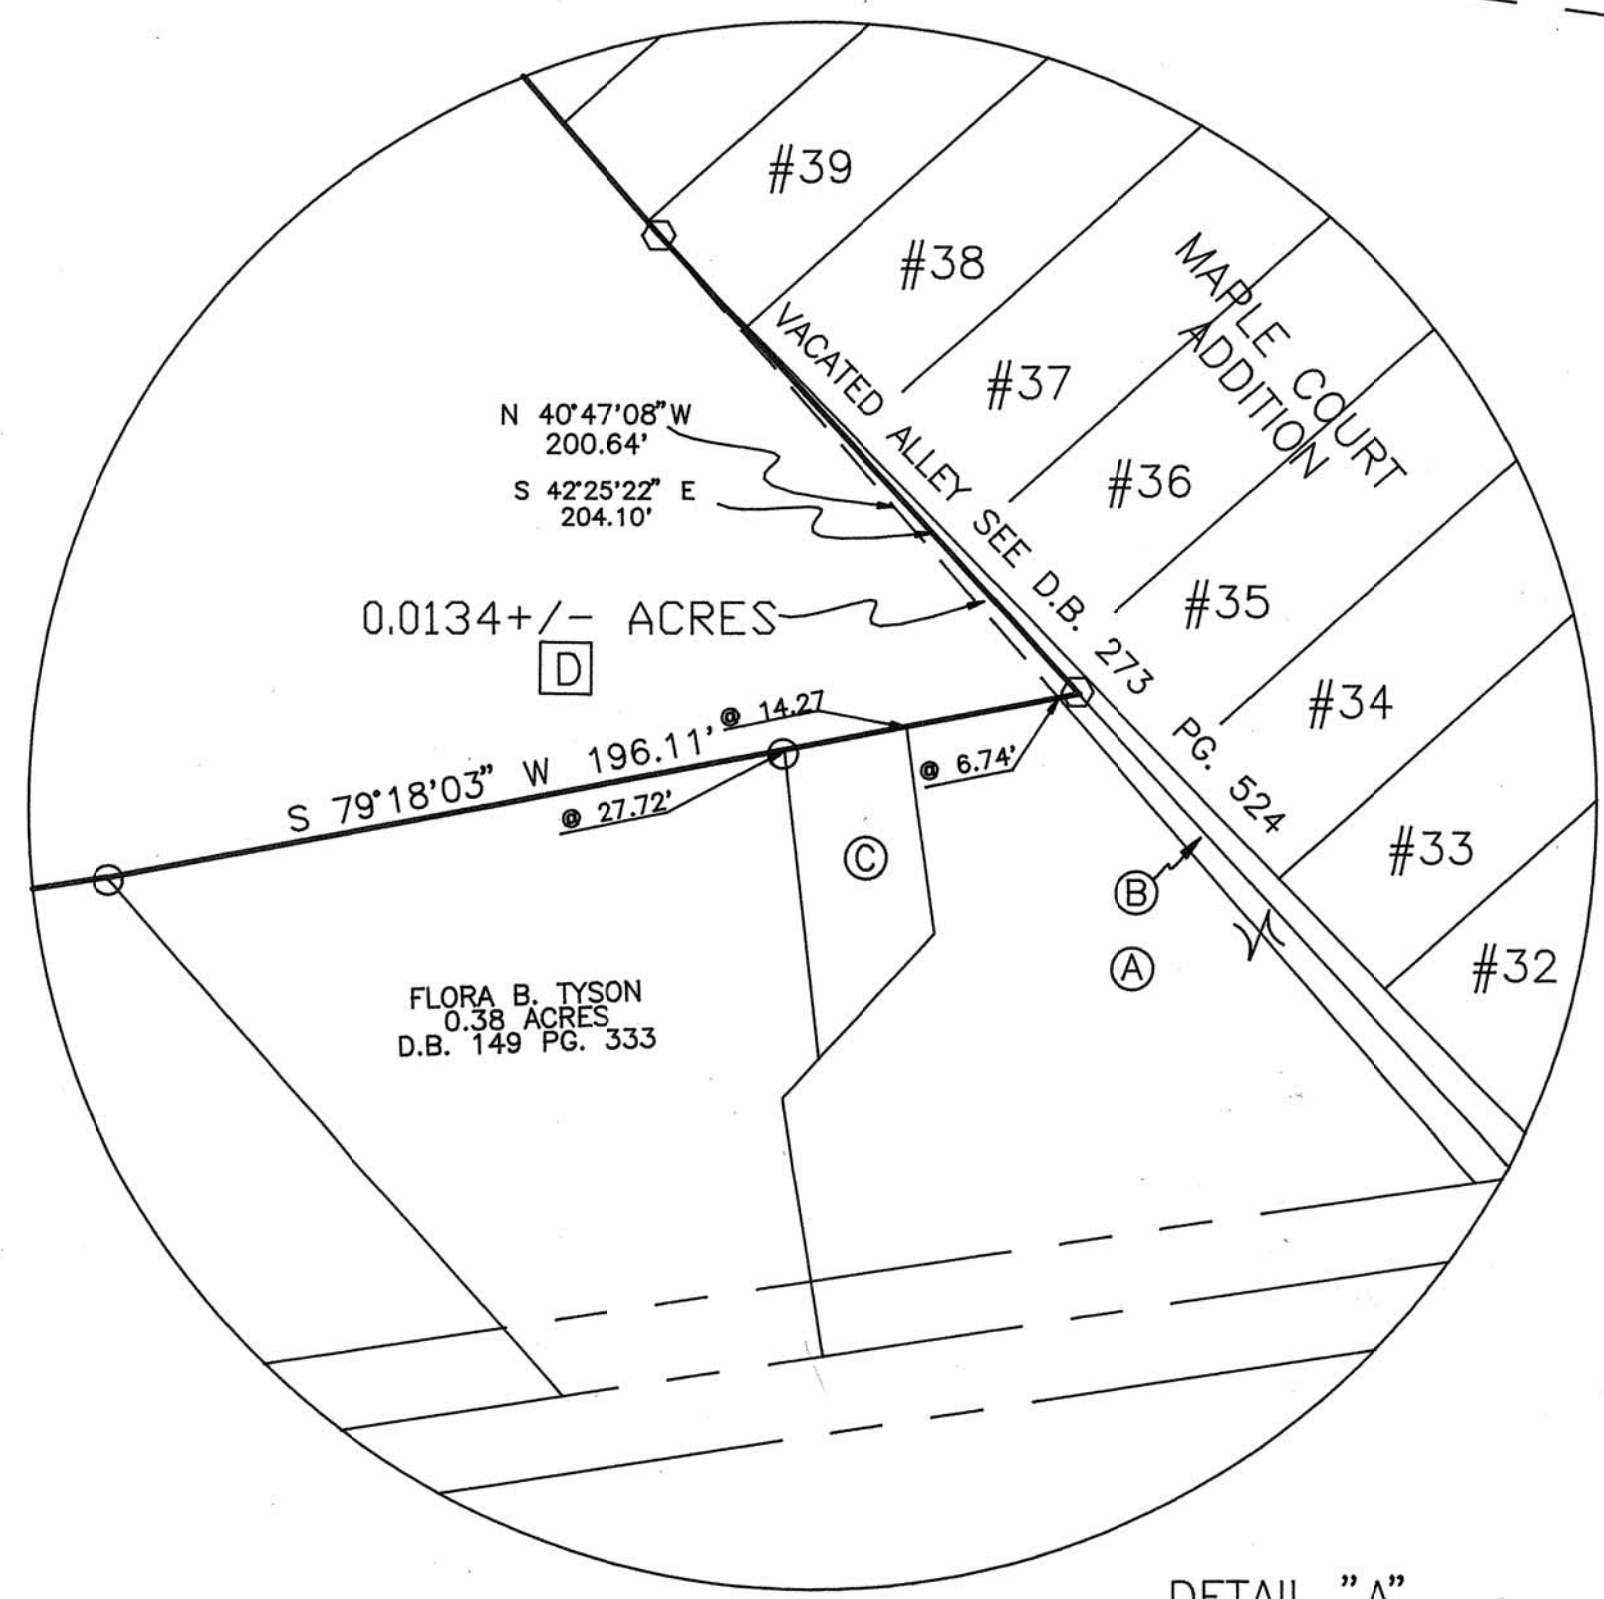 #39
#38
#37
#36
#35
#34
#33
#32
MAPLE COURT
ADDITION
VACATED ALLEY SEE D.B. 273 PG. 524
N 40°47'08" W
200.64'
S 42°25'22" E
204.10'
0.0134+/- ACRES
D
S 79°18'03" W 196.11'
@ 14.27
@ 6.74'
@ 27.72'
C
B
A
FLORA B. TYSON
0.38 ACRES
D.B. 149 PG. 333
DETAIL "A"